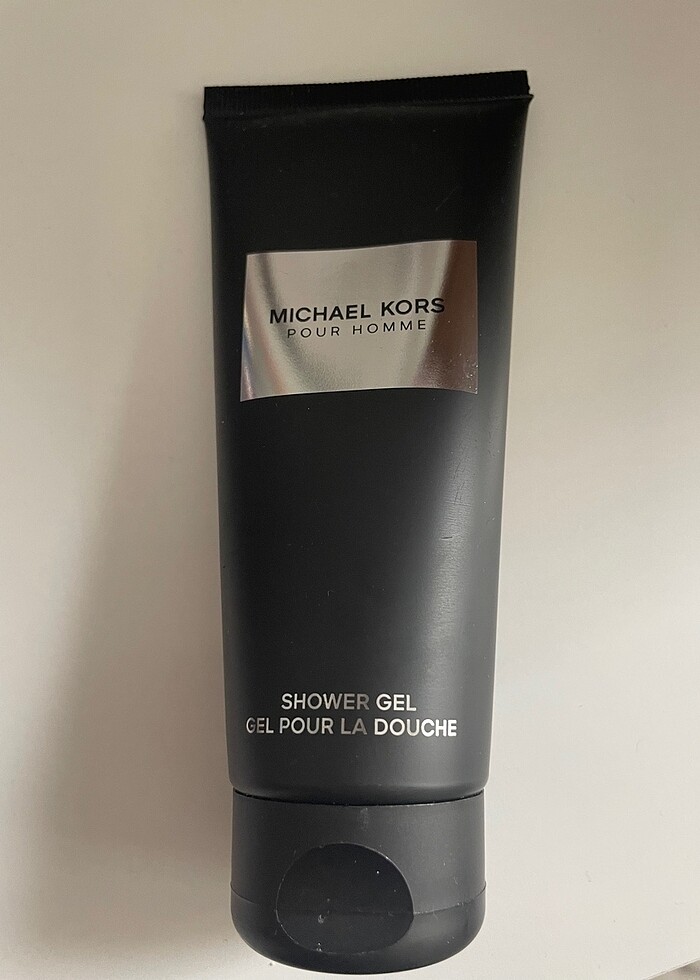 MICHAEL KORS
POUR HOMME
SHOWER GEL
GEL POUR LA DOUCHE